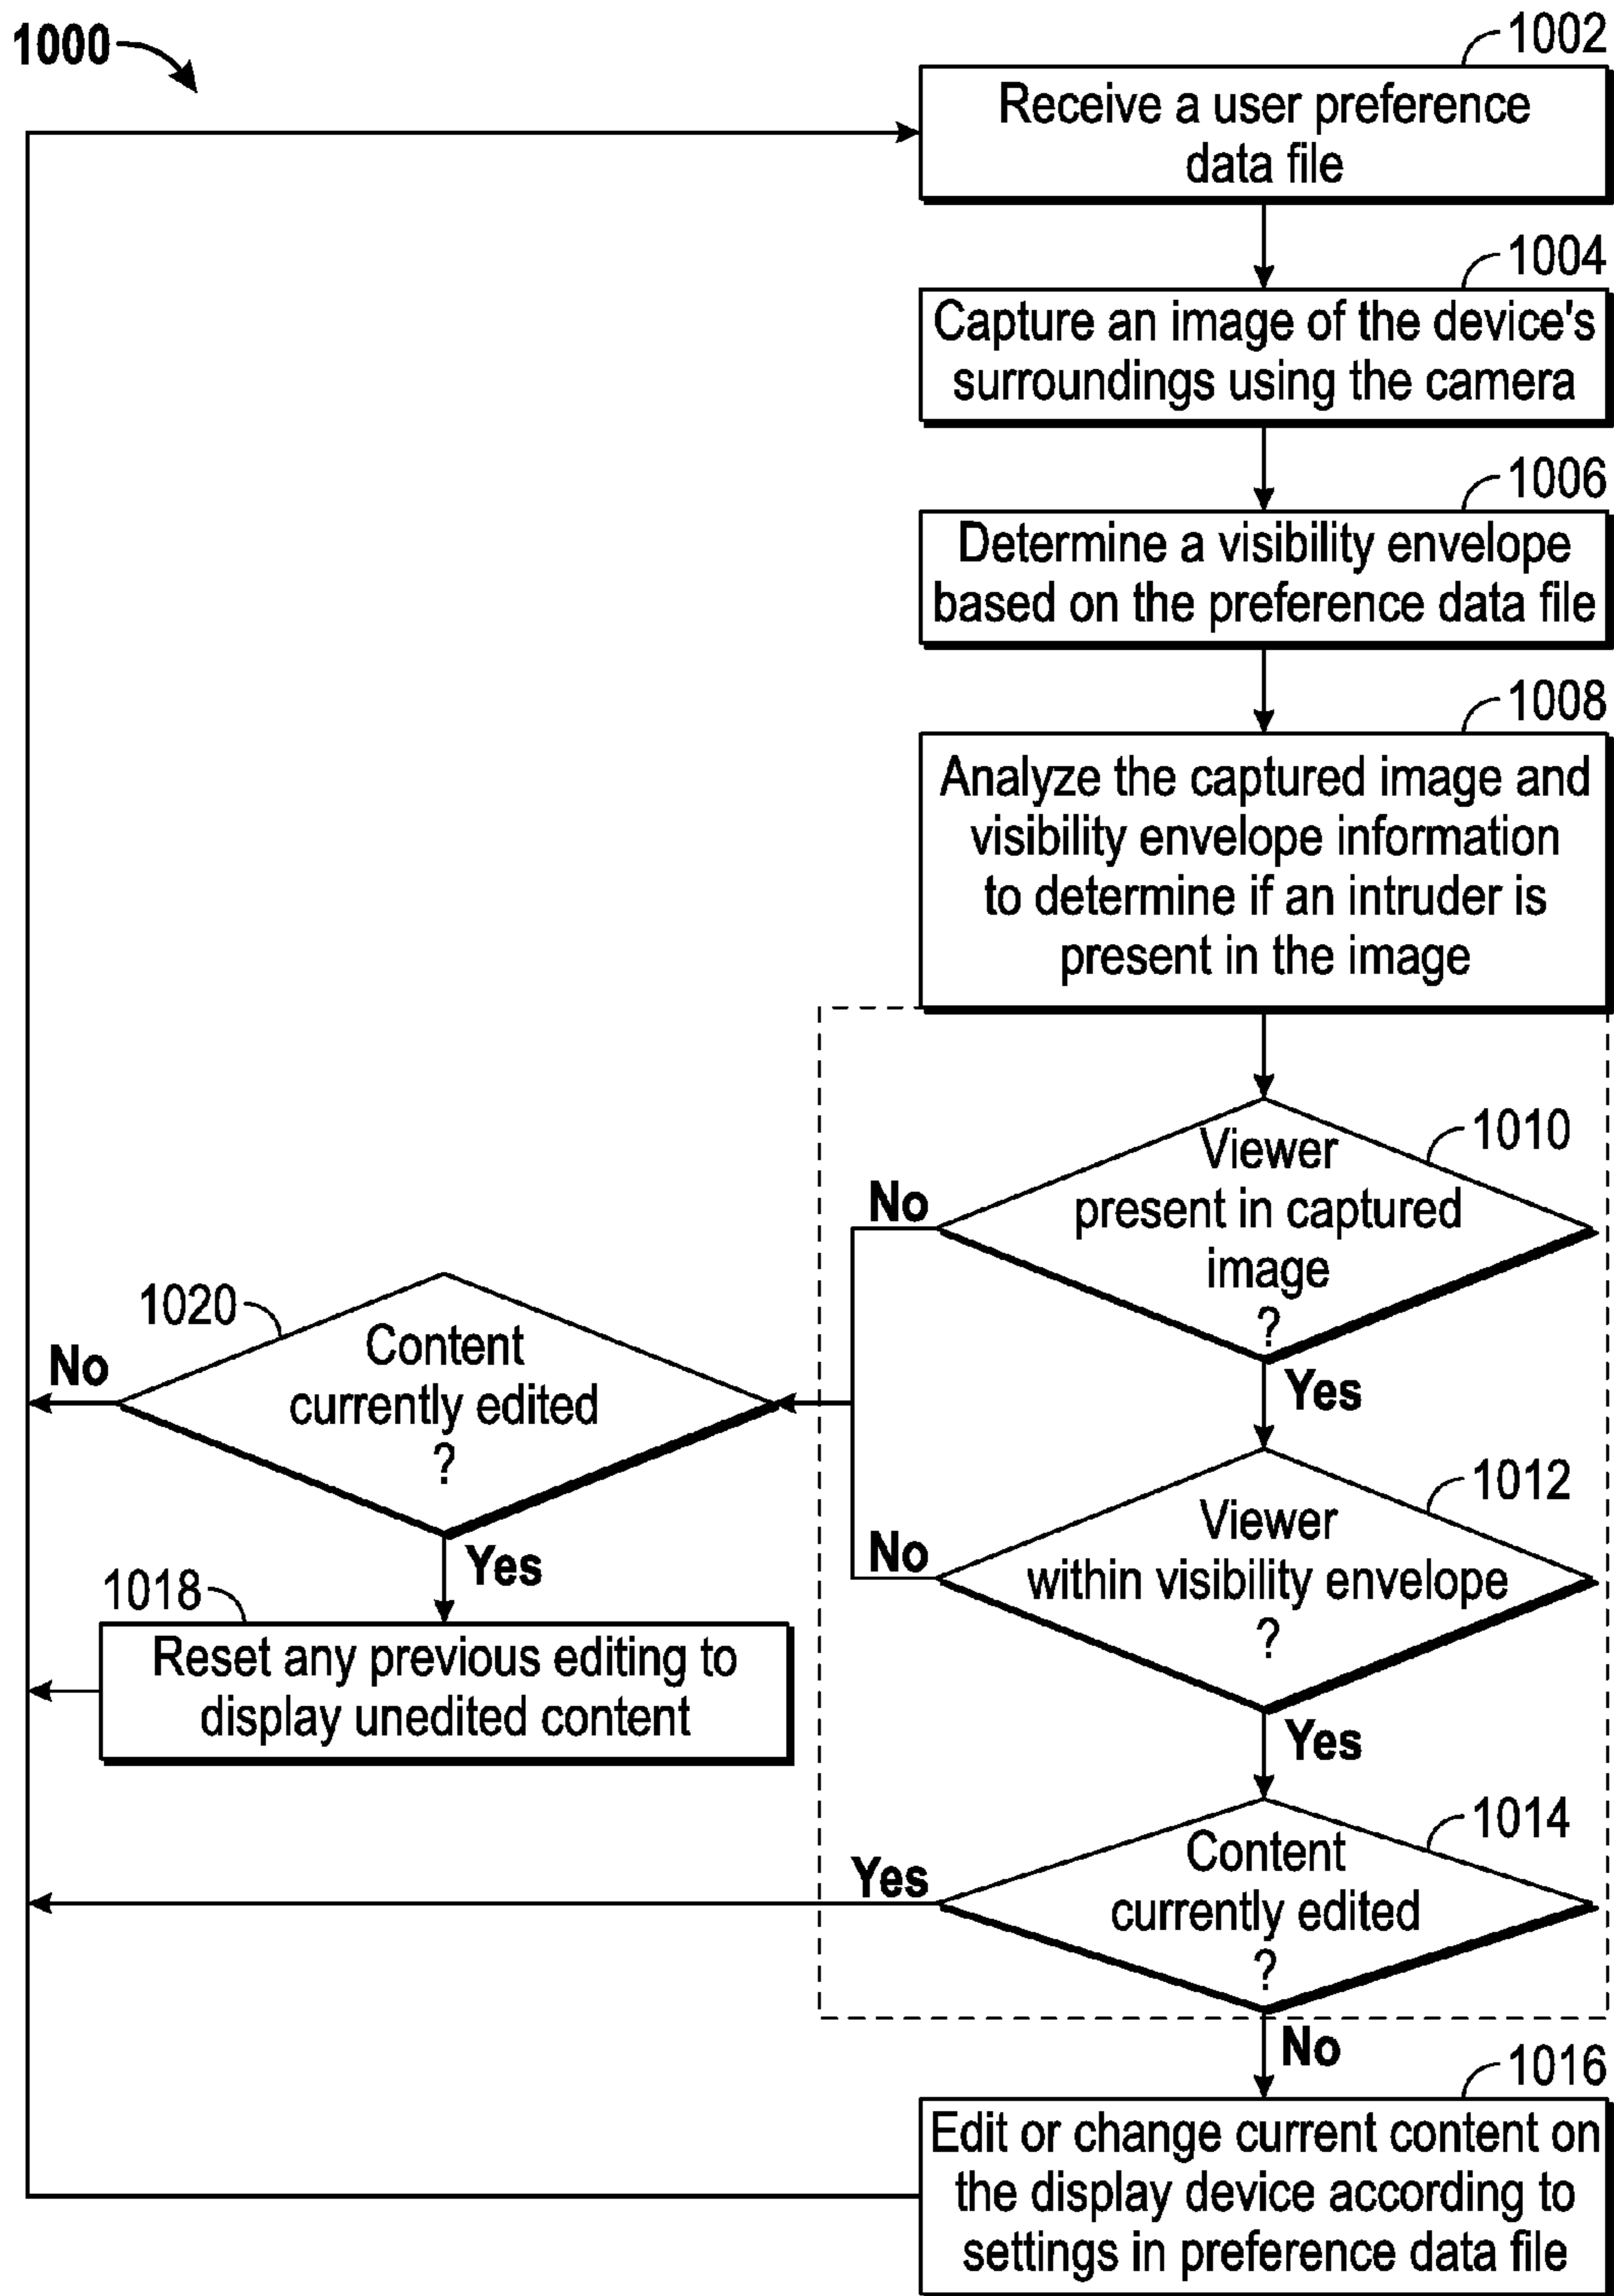 1000
1002
Receive a user preference
data file
1004
Capture an image of the device's
surroundings using the camera
1006
Determine a visibility envelope
based on the preference data file
1008
Analyze the captured image and
visibility envelope information
to determine if an intruder is
present in the image
1010
Viewer
present in captured
image
?
No
Yes
1012
Viewer
within visibility envelope
?
No
Yes
1020
Content
currently edited
?
No
Yes
1018
Reset any previous editing to
display unedited content
1014
Content
currently edited
?
Yes
No
1016
Edit or change current content on
the display device according to
settings in preference data file